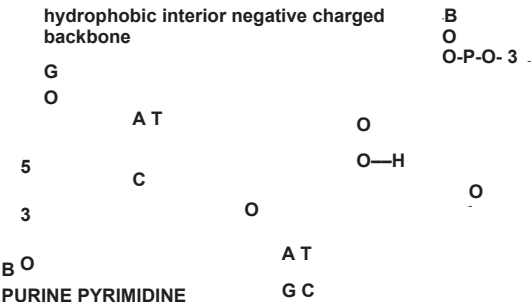 hydrophobic interior negative charged
backbone
B
O
O-P-O- 3 -
G
O
A T
O
5
C
O—H
O
-
3
O
B O
A T
PURINE PYRIMIDINE
G C